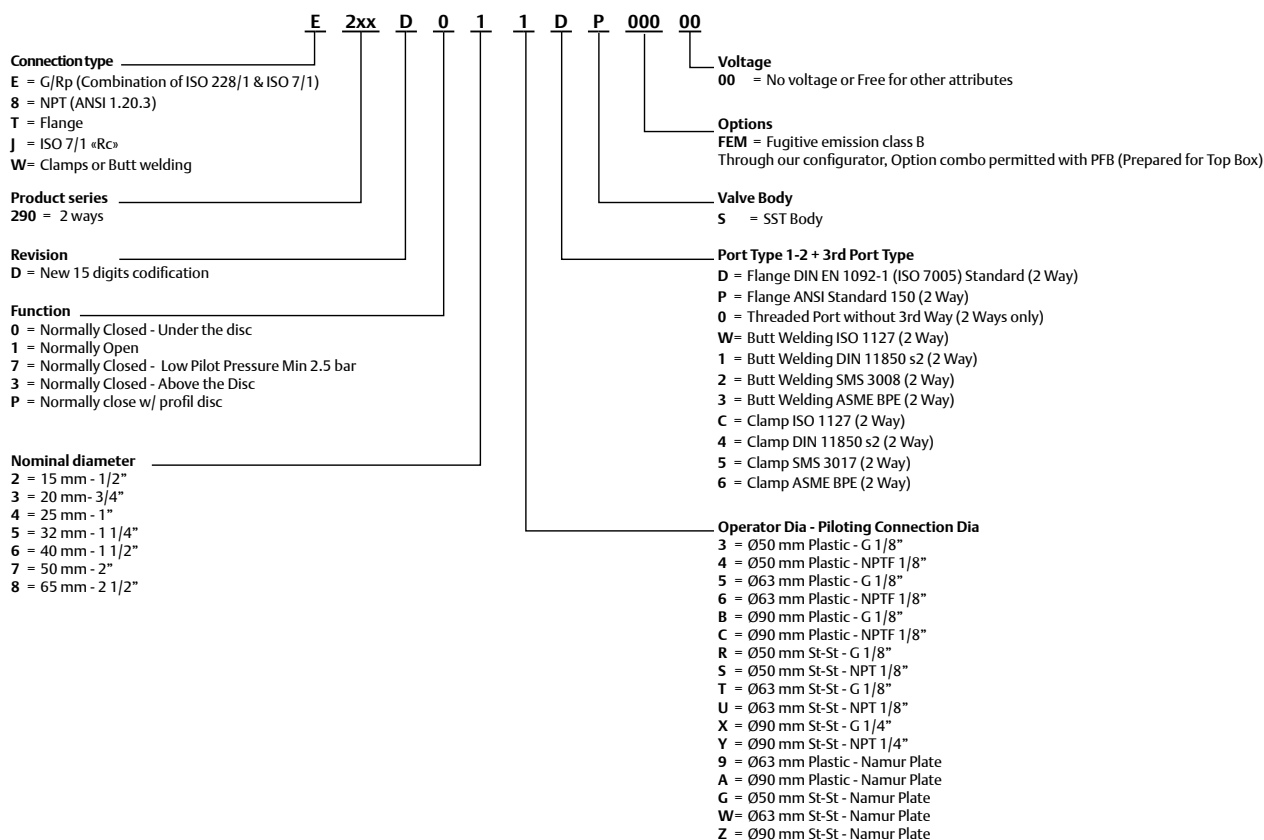 E 2xx D 0 1 1 D P 000 00
Connection type
E = G/Rp (Combination of ISO 228/1 & ISO 7/1)
8 = NPT (ANSI 1.20.3)
T = Flange
J = ISO 7/1 «Rc»
W= Clamps or Butt welding
Product series
290 = 2 ways
Revision
D = New 15 digits codification
Function
0 = Normally Closed - Under the disc
1 = Normally Open
7 = Normally Closed - Low Pilot Pressure Min 2.5 bar
3 = Normally Closed - Above the Disc
P = Normally close w/ profil disc
Nominal diameter
2 = 15 mm - 1/2”
3 = 20 mm- 3/4”
4 = 25 mm - 1”
5 = 32 mm - 1 1/4”
6 = 40 mm - 1 1/2”
7 = 50 mm - 2”
8 = 65 mm - 2 1/2”
Voltage
00 = No voltage or Free for other attributes
Options
FEM = Fugitive emission class B
Through our configurator, Option combo permitted with PFB (Prepared for Top Box)
Valve Body
S = SST Body
Port Type 1-2 + 3rd Port Type
D = Flange DIN EN 1092-1 (ISO 7005) Standard (2 Way)
P = Flange ANSI Standard 150 (2 Way)
0 = Threaded Port without 3rd Way (2 Ways only)
W= Butt Welding ISO 1127 (2 Way)
1 = Butt Welding DIN 11850 s2 (2 Way)
2 = Butt Welding SMS 3008 (2 Way)
3 = Butt Welding ASME BPE (2 Way)
C = Clamp ISO 1127 (2 Way)
4 = Clamp DIN 11850 s2 (2 Way)
5 = Clamp SMS 3017 (2 Way)
6 = Clamp ASME BPE (2 Way)
Operator Dia - Piloting Connection Dia
3 = Ø50 mm Plastic - G 1/8”
4 = Ø50 mm Plastic - NPTF 1/8”
5 = Ø63 mm Plastic - G 1/8”
6 = Ø63 mm Plastic - NPTF 1/8”
B = Ø90 mm Plastic - G 1/8”
C = Ø90 mm Plastic - NPTF 1/8”
R = Ø50 mm St-St - G 1/8”
S = Ø50 mm St-St - NPT 1/8”
T = Ø63 mm St-St - G 1/8”
U = Ø63 mm St-St - NPT 1/8”
X = Ø90 mm St-St - G 1/4”
Y = Ø90 mm St-St - NPT 1/4”
9 = Ø63 mm Plastic - Namur Plate
A = Ø90 mm Plastic - Namur Plate
G = Ø50 mm St-St - Namur Plate
W= Ø63 mm St-St - Namur Plate
Z = Ø90 mm St-St - Namur Plate